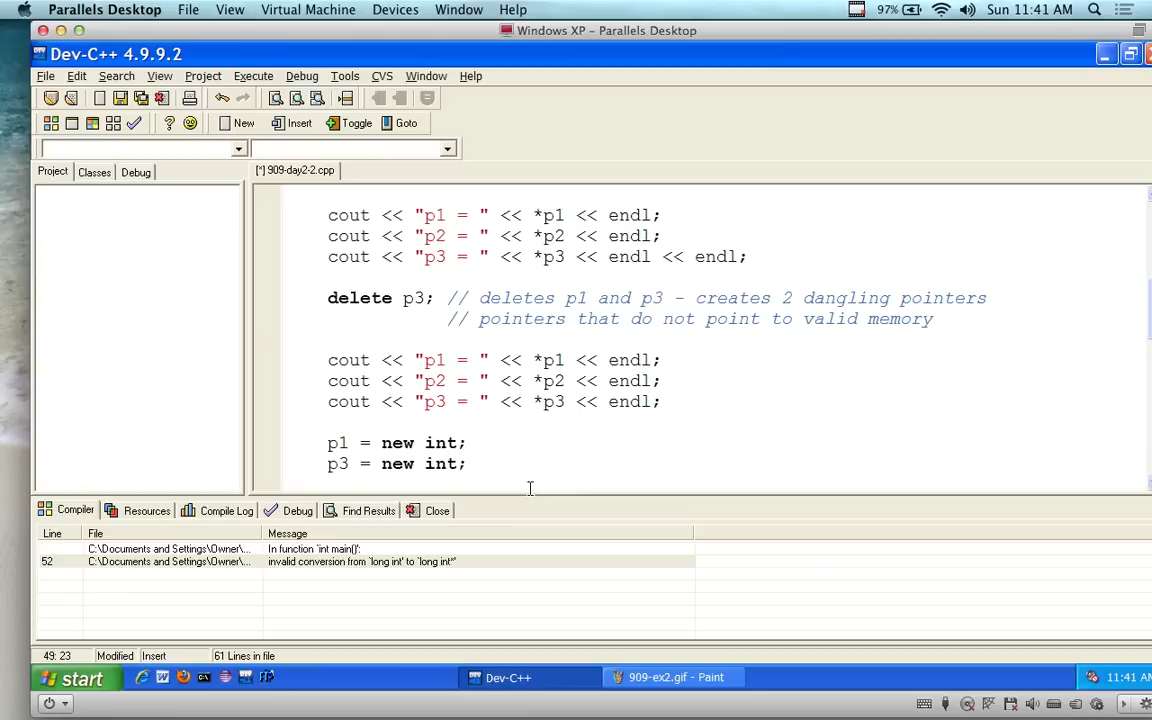 Parallels Desktop File View Virtual Machine Devices Window Help 97% Sun 11:41 AM
Windows XP - Parallels Desktop
Dev-C++ 4.9.9.2
File Edit Search View Project Execute Debug Tools CVS Window Help
New Insert Toggle Goto
Project Classes Debug [*] 909-day2-2.cpp
cout << "p1 = " << *p1 << endl;
cout << "p2 = " << *p2 << endl;
cout << "p3 = " << *p3 << endl << endl;
delete p3; // deletes p1 and p3 - creates 2 dangling pointers
// pointers that do not point to valid memory
cout << "p1 = " << *p1 << endl;
cout << "p2 = " << *p2 << endl;
cout << "p3 = " << *p3 << endl;
p1 = new int;
p3 = new int;
Compiler Resources Compile Log Debug Find Results Close
Line File Message
C:\Documents and Settings\Owner\... In function `int main()':
52 C:\Documents and Settings\Owner\... invalid conversion from `long int' to `long int*'
49: 23 Modified Insert 61 Lines in file
start Dev-C++ 909-ex2.gif - Paint 11:41 AM